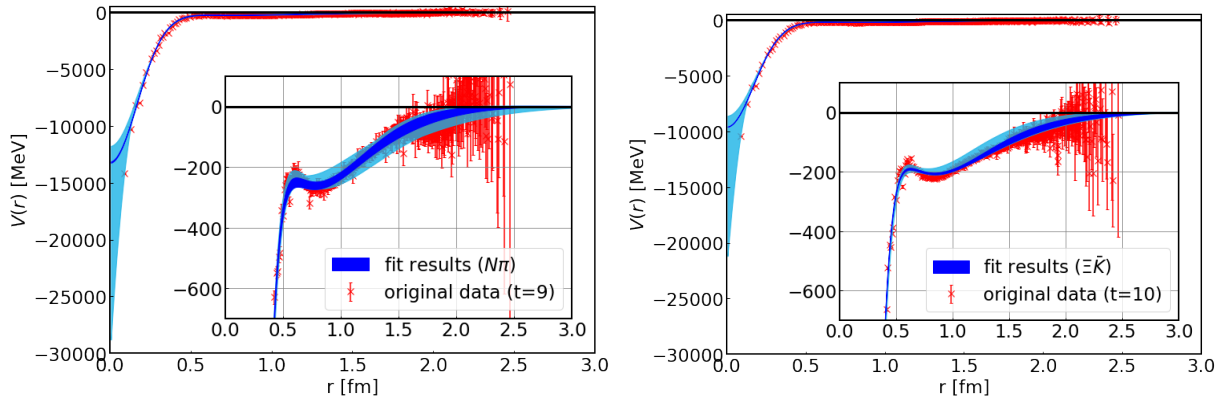 0
−5000
−10000
−15000
−20000
−25000
−30000
V(r) [MeV]
0.0 0.5 1.0 1.5 2.0 2.5 3.0
r [fm]
0
−200
−400
−600
0.0 0.5 1.0 1.5 2.0 2.5 3.0
fit results (Nπ)
original data (t=9)
0
−5000
−10000
−15000
−20000
−25000
−30000
V(r) [MeV]
0.0 0.5 1.0 1.5 2.0 2.5 3.0
r [fm]
0
−200
−400
−600
0.0 0.5 1.0 1.5 2.0 2.5 3.0
fit results (ΞK̄)
original data (t=10)